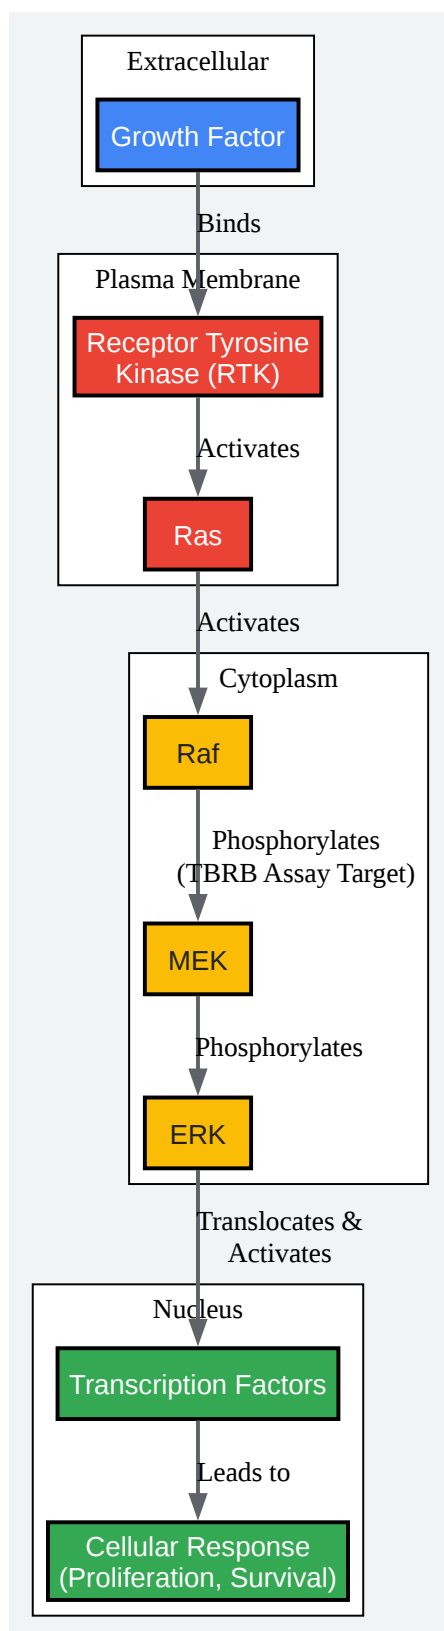 Extracellular
Growth Factor
Binds
Plasma Membrane
Receptor Tyrosine
Kinase (RTK)
Activates
Ras
Activates
Cytoplasm
Raf
Phosphorylates
(TBRB Assay Target)
MEK
Phosphorylates
ERK
Translocates &
Activates
Nucleus
Transcription Factors
Leads to
Cellular Response
(Proliferation, Survival)